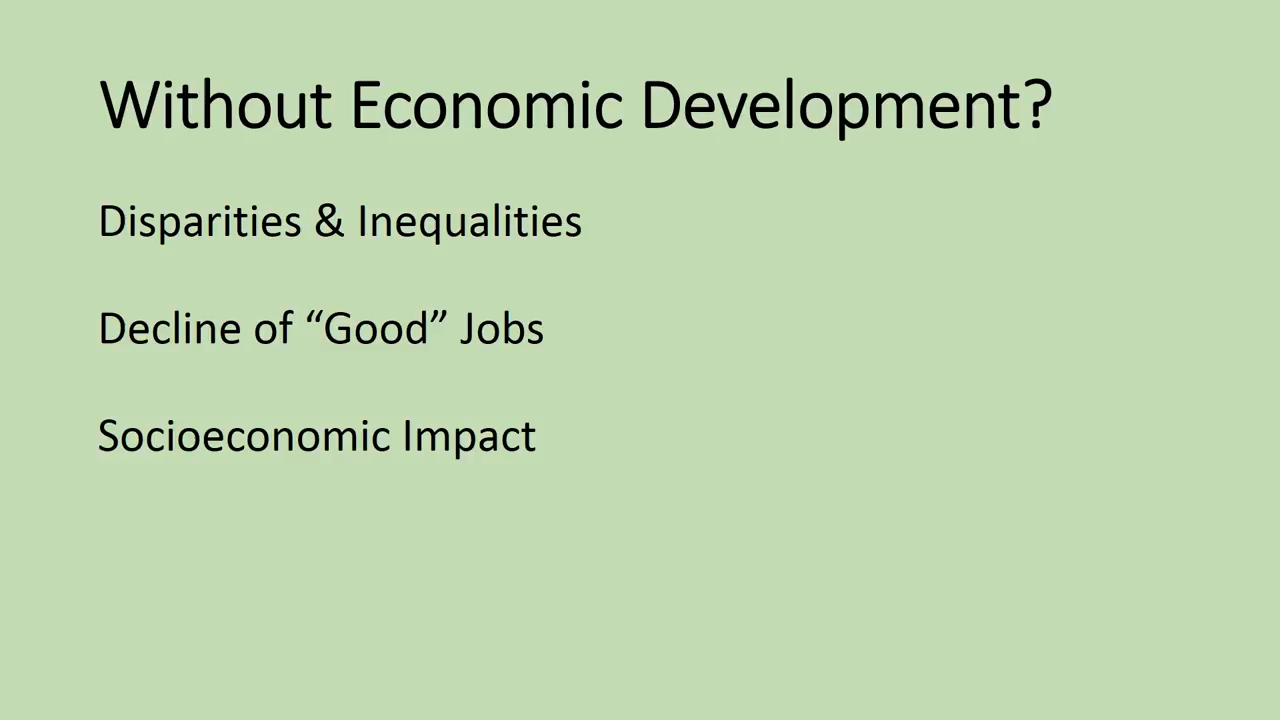 Without Economic Development?
Disparities & Inequalities
Decline of “Good” Jobs
Socioeconomic Impact